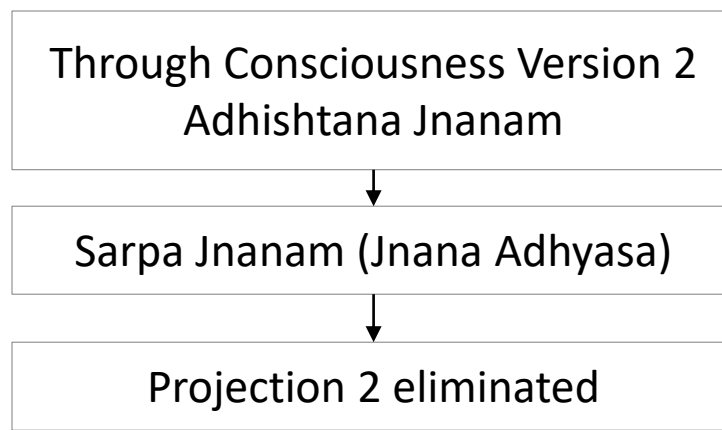 Through Consciousness Version 2
Adhishtana Jnanam
Sarpa Jnanam (Jnana Adhyasa)
Projection 2 eliminated